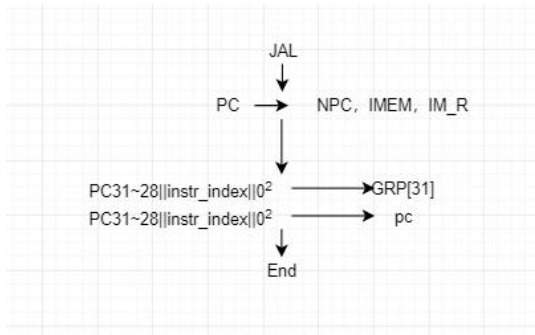 JAL
PC NPC, IMEM, IM_R
PC31~28||instr_index||0² GRP[31]
PC31~28||instr_index||0² pc
End